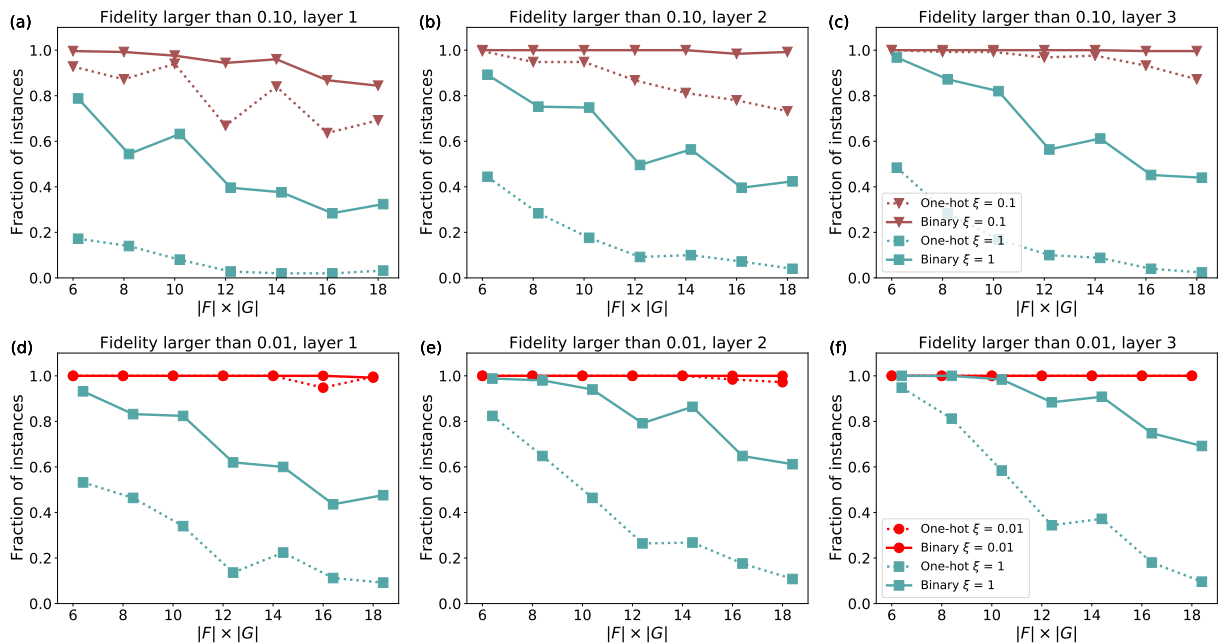 (a)
Fidelity larger than 0.10, layer 1
Fraction of instances
1.0
0.8
0.6
0.4
0.2
0.0
6 8 10 12 14 16 18
|F| × |G|
(b)
Fidelity larger than 0.10, layer 2
Fraction of instances
1.0
0.8
0.6
0.4
0.2
0.0
6 8 10 12 14 16 18
|F| × |G|
(c)
Fidelity larger than 0.10, layer 3
Fraction of instances
1.0
0.8
0.6
0.4
0.2
0.0
One-hot ξ = 0.1
Binary ξ = 0.1
One-hot ξ = 1
Binary ξ = 1
6 8 10 12 14 16 18
|F| × |G|
(d)
Fidelity larger than 0.01, layer 1
Fraction of instances
1.0
0.8
0.6
0.4
0.2
0.0
6 8 10 12 14 16 18
|F| × |G|
(e)
Fidelity larger than 0.01, layer 2
Fraction of instances
1.0
0.8
0.6
0.4
0.2
0.0
6 8 10 12 14 16 18
|F| × |G|
(f)
Fidelity larger than 0.01, layer 3
Fraction of instances
1.0
0.8
0.6
0.4
0.2
0.0
One-hot ξ = 0.01
Binary ξ = 0.01
One-hot ξ = 1
Binary ξ = 1
6 8 10 12 14 16 18
|F| × |G|